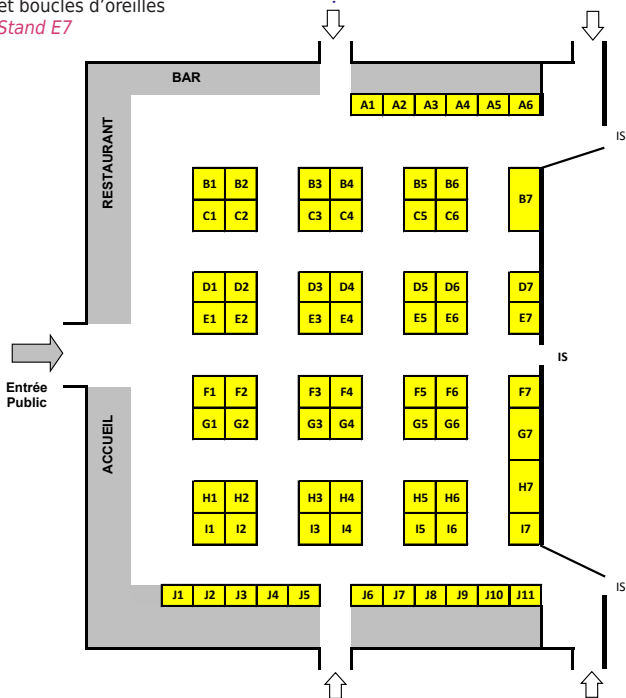 et boucles d'oreilles
Stand E7
BAR
A1 A2 A3 A4 A5 A6
IS
RESTAURANT
B1 B2 B3 B4 B5 B6 B7
C1 C2 C3 C4 C5 C6
D1 D2 D3 D4 D5 D6 D7
E1 E2 E3 E4 E5 E6 E7
IS
Entrée
Public
F1 F2 F3 F4 F5 F6 F7
G1 G2 G3 G4 G5 G6 G7
ACCUEIL
H1 H2 H3 H4 H5 H6 H7
I1 I2 I3 I4 I5 I6 I7
IS
J1 J2 J3 J4 J5 J6 J7 J8 J9 J10 J11